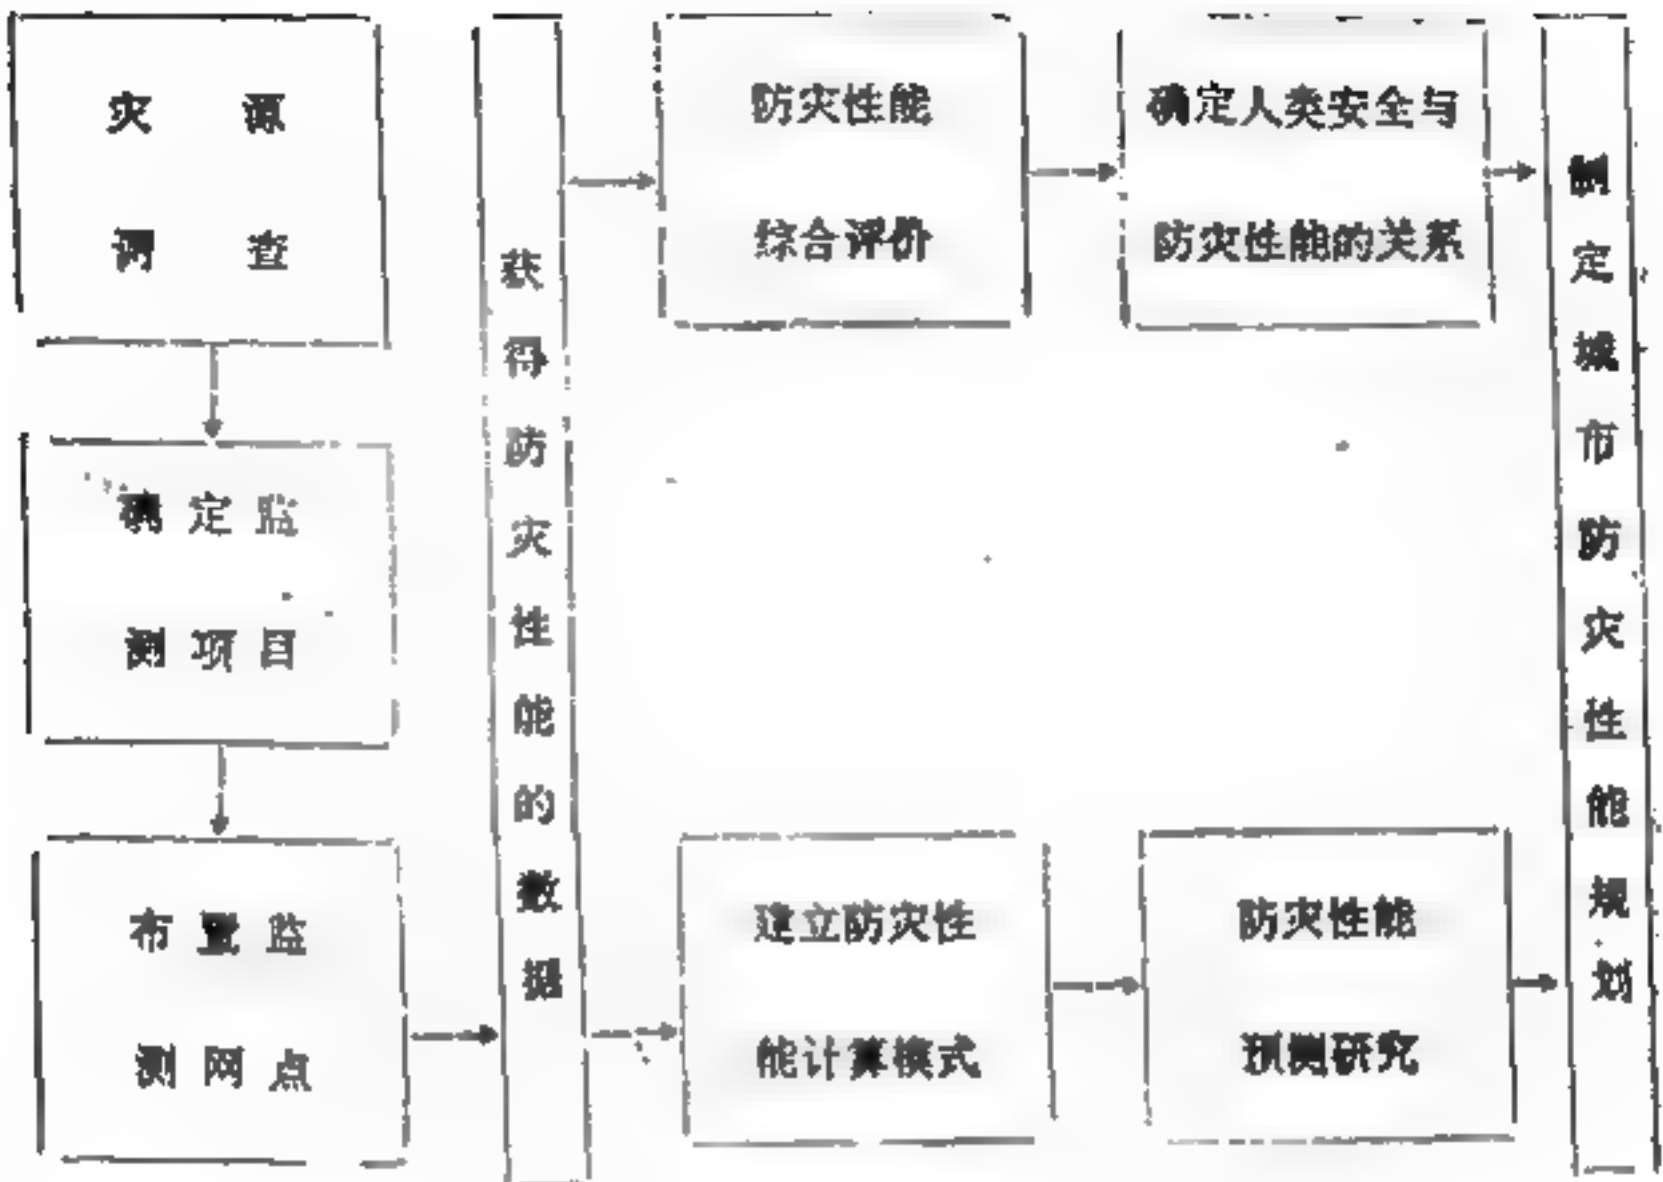 灾源
调查
确定监
测项目
布置监
测网点
获得防灾性能的数据
防灾性能
综合评价
确定人类安全与
防灾性能的关系
建立防灾性
能计算模式
防灾性能
预测研究
制定城市防灾性能规划